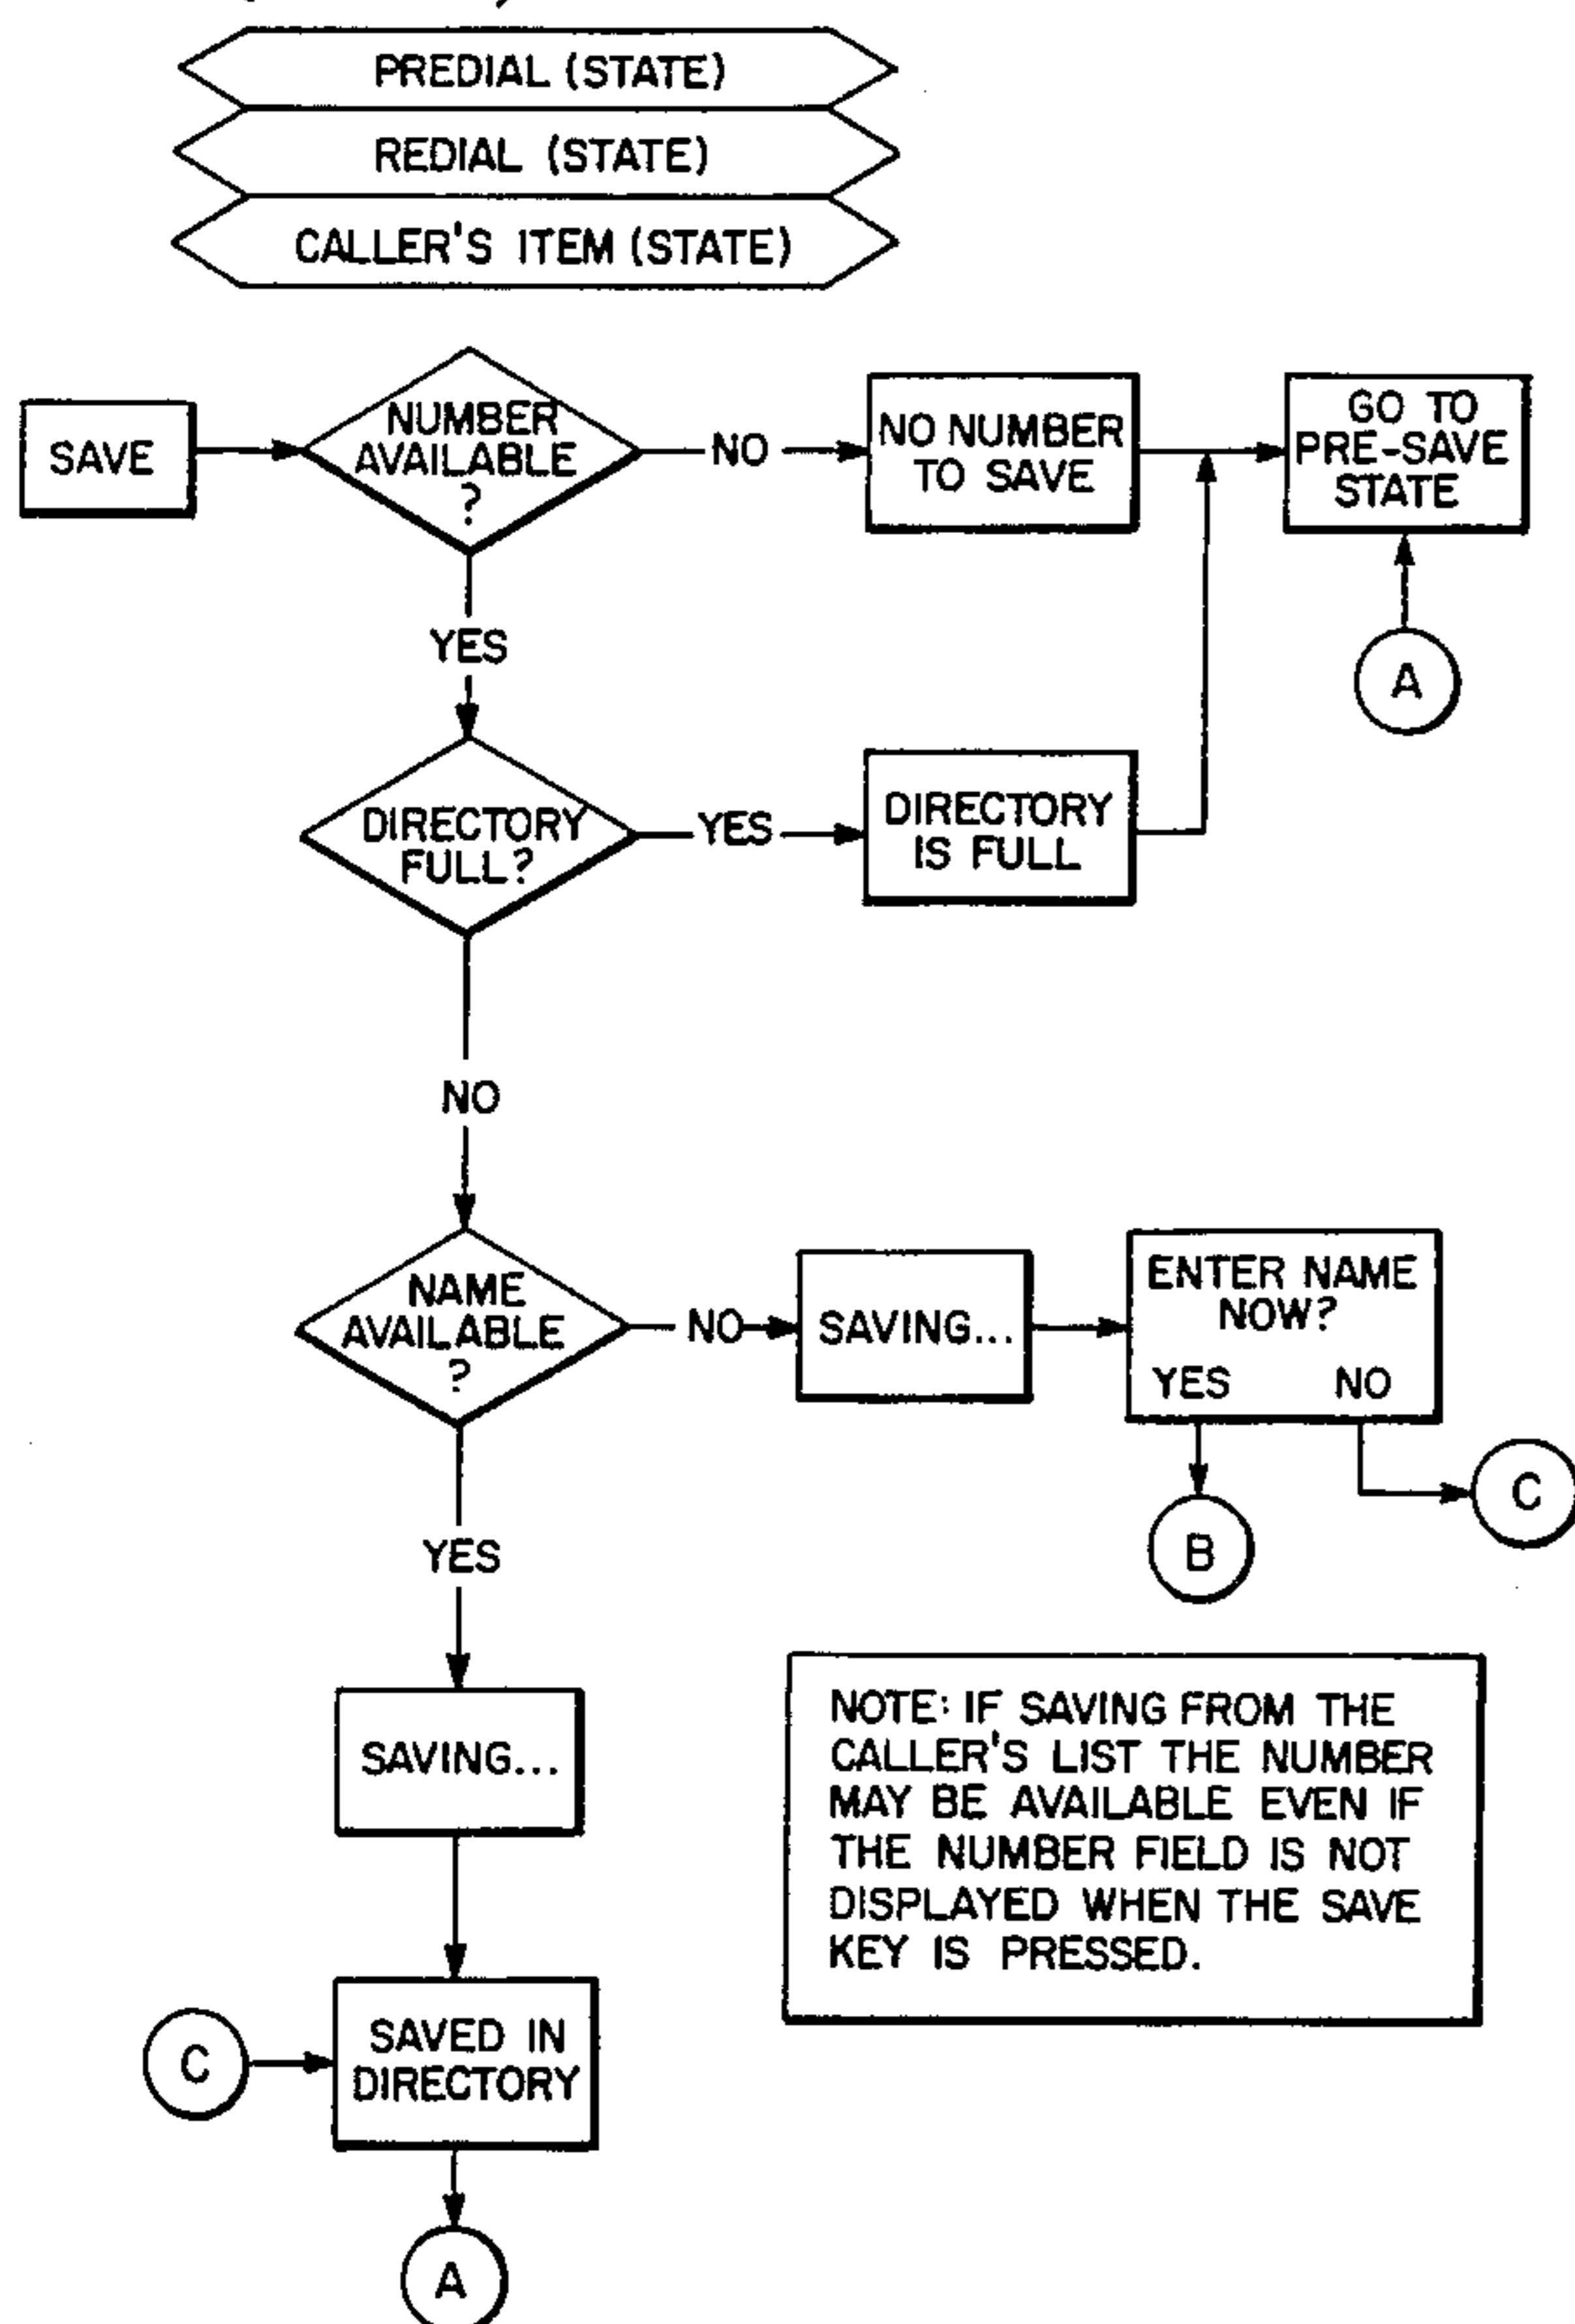 PREDIAL (STATE)
REDIAL (STATE)
CALLER'S ITEM (STATE)
SAVE
NUMBER
AVAILABLE
?
NO
NO NUMBER
TO SAVE
GO TO
PRE-SAVE
STATE
A
YES
DIRECTORY
FULL?
YES
DIRECTORY
IS FULL
NO
NAME
AVAILABLE
?
NO
SAVING...
ENTER NAME
NOW?
YES NO
B
C
YES
SAVING...
NOTE: IF SAVING FROM THE
CALLER'S LIST THE NUMBER
MAY BE AVAILABLE EVEN IF
THE NUMBER FIELD IS NOT
DISPLAYED WHEN THE SAVE
KEY IS PRESSED.
C
SAVED IN
DIRECTORY
A